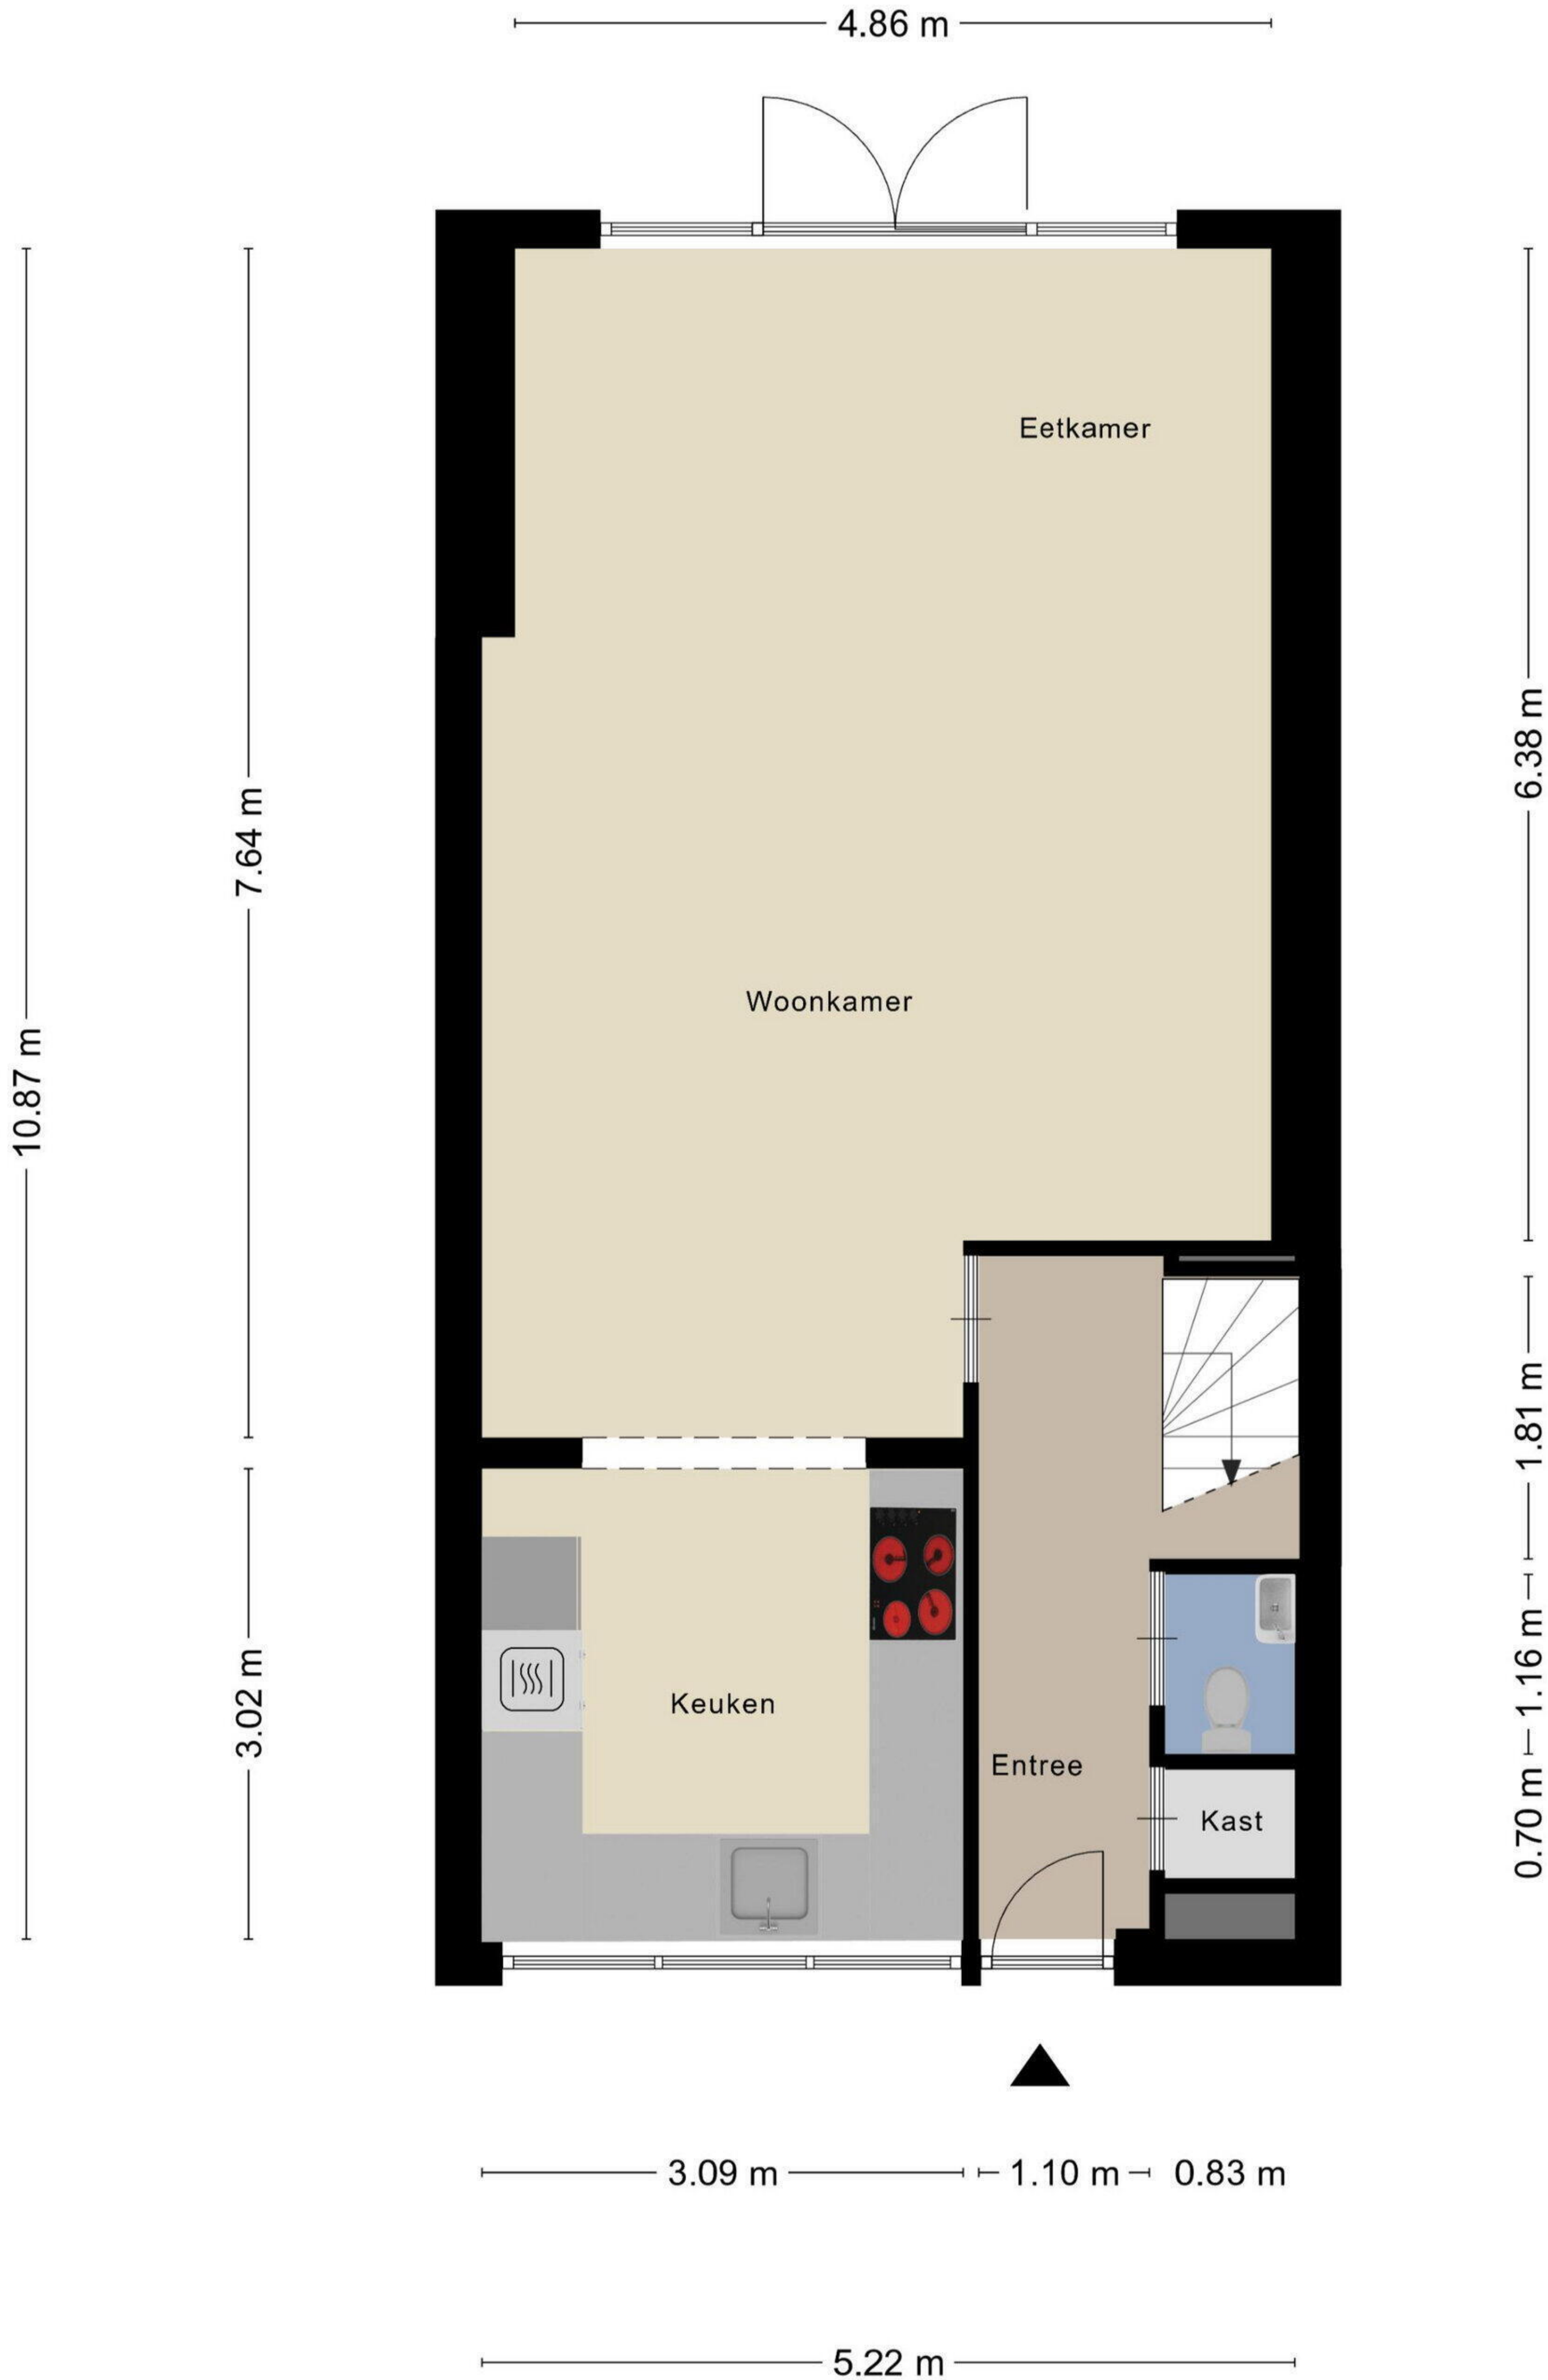 4.86 m
Eetkamer
6.38 m
7.64 m
Woonkamer
10.87 m
1.81 m
3.02 m
Keuken
1.16 m
Entree
Kast
0.70 m
3.09 m
1.10 m
0.83 m
5.22 m